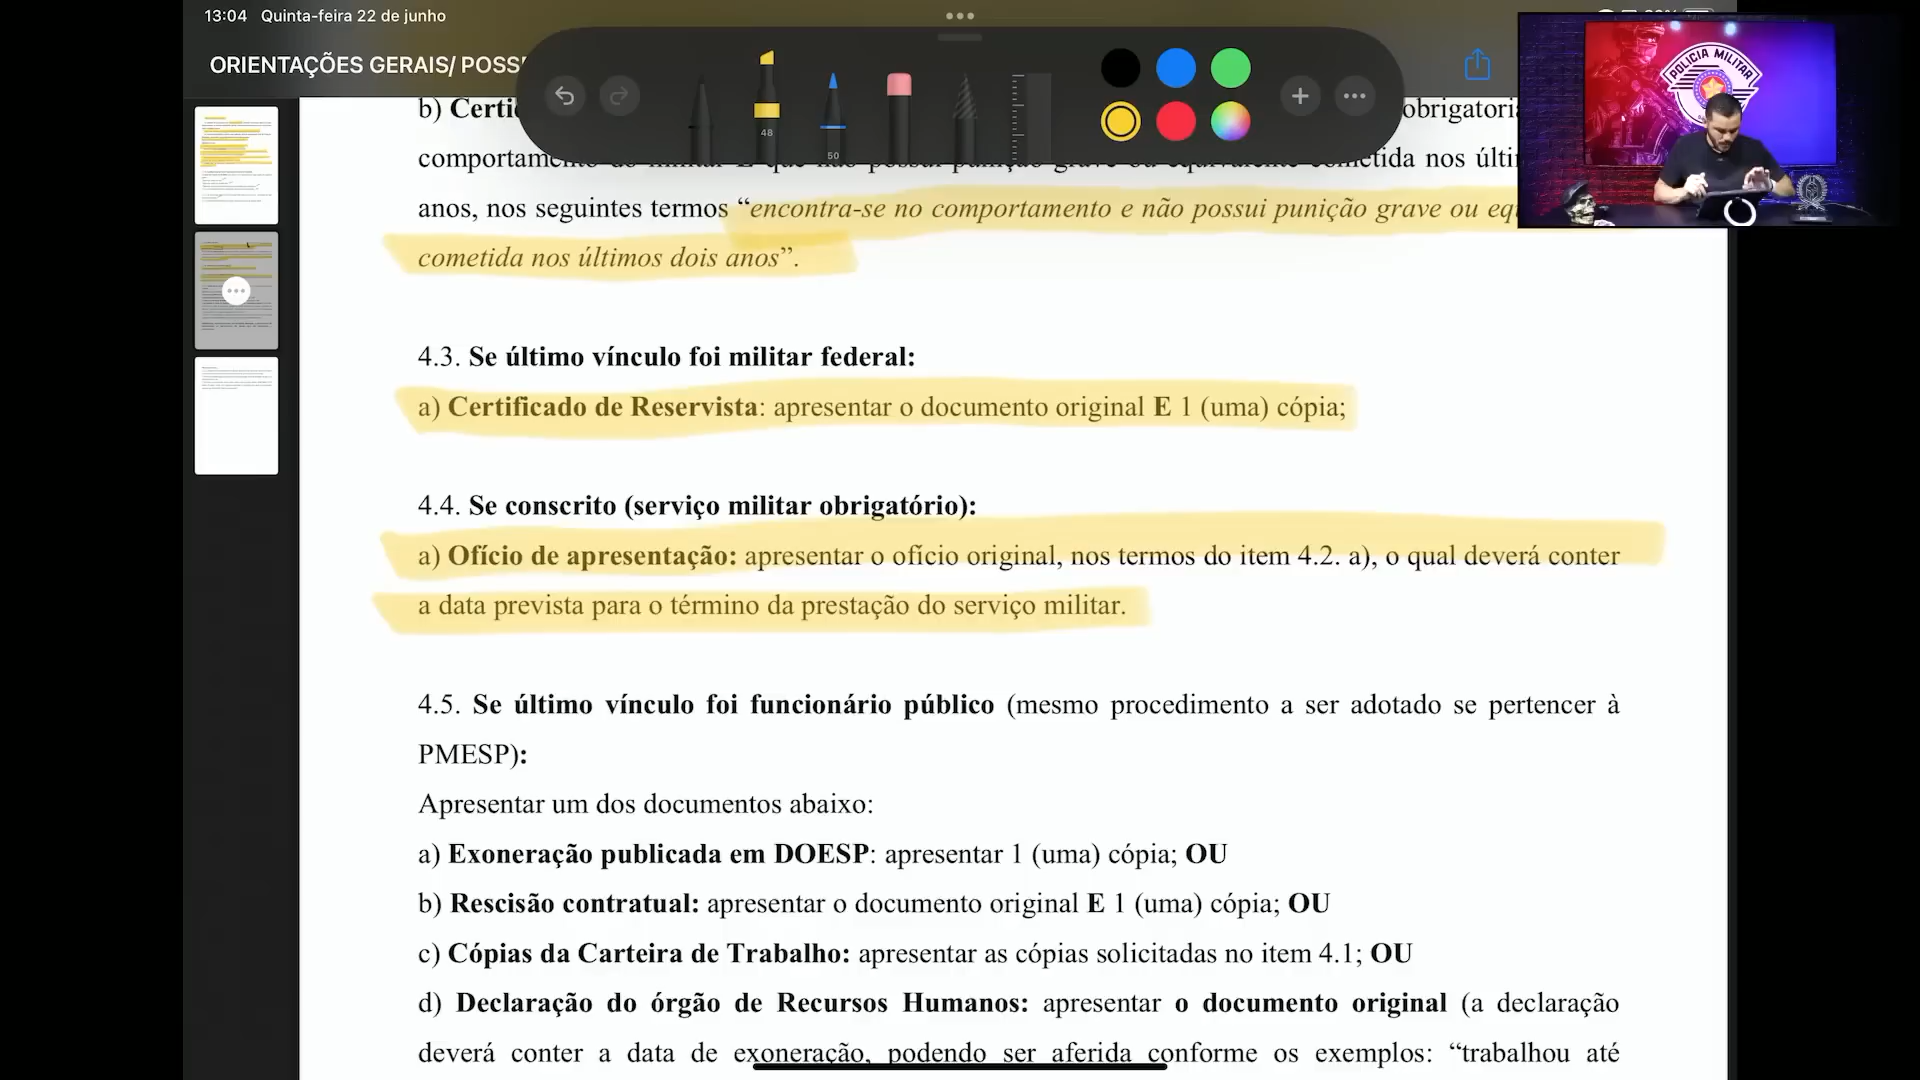 13:04 Quinta-feira 22 de junho
ORIENTAÇÕES GERAIS/ POSS
48
50
POLICIA MILITAR
b) Certi obrigatori
comportam tida nos últi
anos, nos seguintes termos “encontra-se no comportamento e não possui punição grave ou equ
cometida nos últimos dois anos”.
4.3. Se último vínculo foi militar federal:
a) Certificado de Reservista: apresentar o documento original E 1 (uma) cópia;
4.4. Se conscrito (serviço militar obrigatório):
a) Ofício de apresentação: apresentar o ofício original, nos termos do item 4.2. a), o qual deverá conter
a data prevista para o término da prestação do serviço militar.
4.5. Se último vínculo foi funcionário público (mesmo procedimento a ser adotado se pertencer à
PMESP):
Apresentar um dos documentos abaixo:
a) Exoneração publicada em DOESP: apresentar 1 (uma) cópia; OU
b) Rescisão contratual: apresentar o documento original E 1 (uma) cópia; OU
c) Cópias da Carteira de Trabalho: apresentar as cópias solicitadas no item 4.1; OU
d) Declaração do órgão de Recursos Humanos: apresentar o documento original (a declaração
deverá conter a data de exoneração, podendo ser aferida conforme os exemplos: “trabalhou até